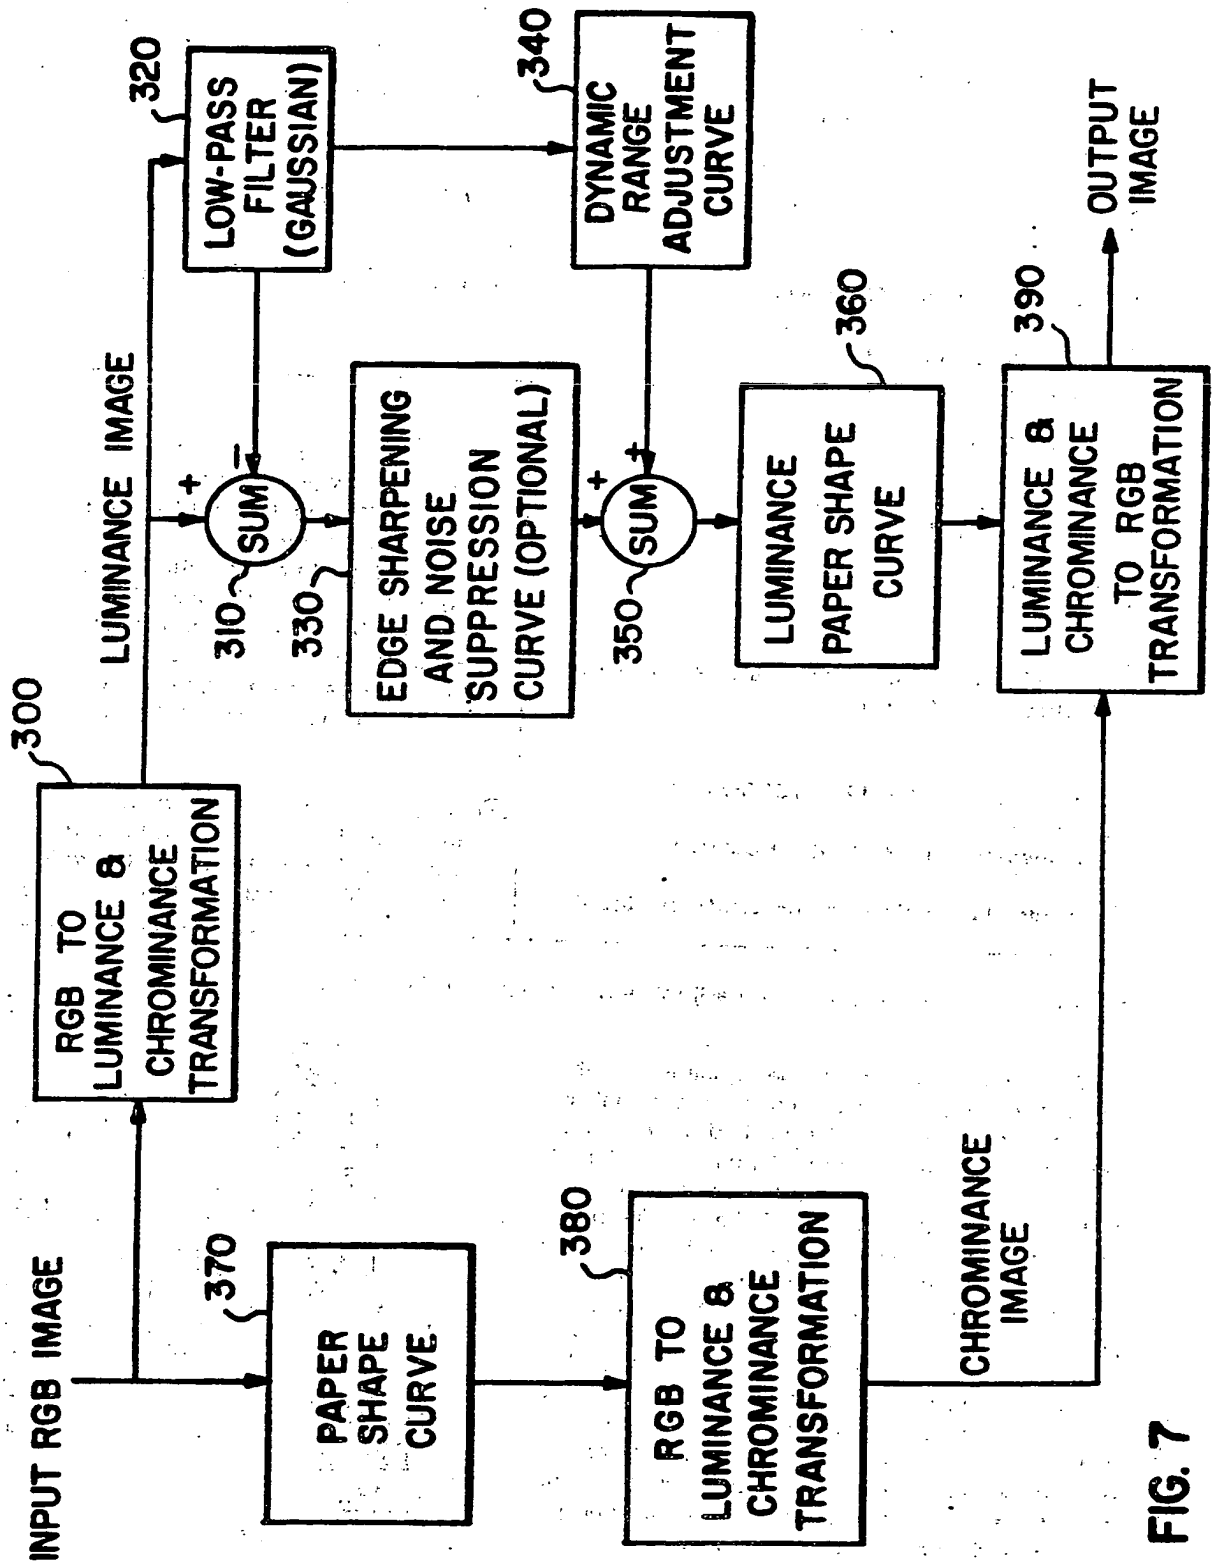 INPUT RGB IMAGE
300
RGB TO
LUMINANCE &
CHROMINANCE
TRANSFORMATION
LUMINANCE IMAGE
320
LOW-PASS
FILTER
(GAUSSIAN)
310
+
-
SUM
330
EDGE SHARPENING
AND NOISE
SUPPRESSION
CURVE (OPTIONAL)
340
DYNAMIC
RANGE
ADJUSTMENT
CURVE
350
+
+
SUM
360
LUMINANCE
PAPER SHAPE
CURVE
370
PAPER
SHAPE
CURVE
380
RGB TO
LUMINANCE &
CHROMINANCE
TRANSFORMATION
CHROMINANCE
IMAGE
390
LUMINANCE &
CHROMINANCE
TO RGB
TRANSFORMATION
OUTPUT
IMAGE
FIG. 7